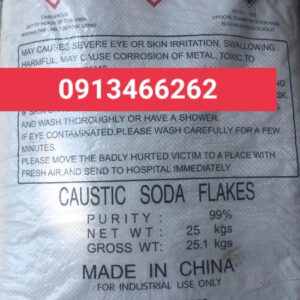 MAY CAUSES SEVERE EYE OR SKIN IRRITATION, SWALLOWING
HARMFUL, MAY CAUSE CORROSION OF METAL, TOXIC TO
0913466262
AND WASH THOROUGHLY OR HAVE A SHOWER.
IF EYE CONTAMINATED.PLEASE WASH CAREFULLY FOR A FEW
MINUTES.
PLEASE MOVE THE BADLY HURTED VICTIM TO A PLACE WITH
FRESH AIR,AND SEND TO HOSPITAL IMMEDIATELY.
CAUSTIC SODA FLAKES
PURITY: 99%
NET WT: 25 kgs
GROSS WT: 25.1 kgs
MADE IN CHINA
FOR INDUSTRIAL USE ONLY